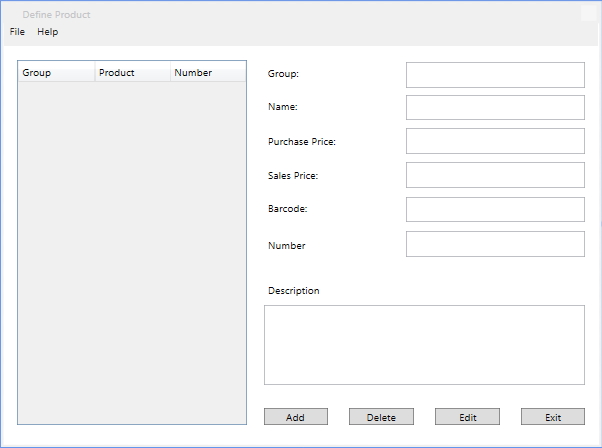 Define Product
File Help
Group Product Number
Group:
Name:
Purchase Price:
Sales Price:
Barcode:
Number
Description
Add Delete Edit Exit